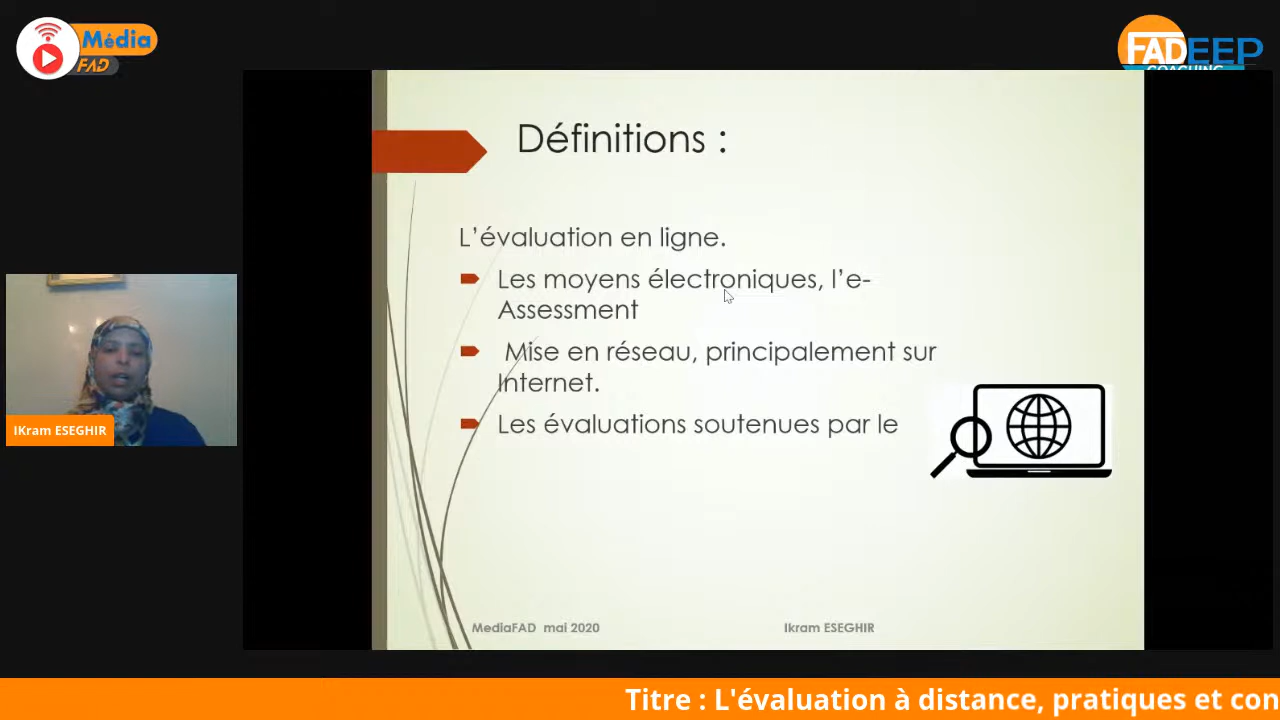 Média
FAD
FADEEP
Définitions :
L'évaluation en ligne.
Les moyens électroniques, l'e-
Assessment
Mise en réseau, principalement sur
Internet.
Les évaluations soutenues par le
IKram ESEGHIR
MediaFAD mai 2020
Ikram ESEGHIR
Titre : L'évaluation à distance, pratiques et con